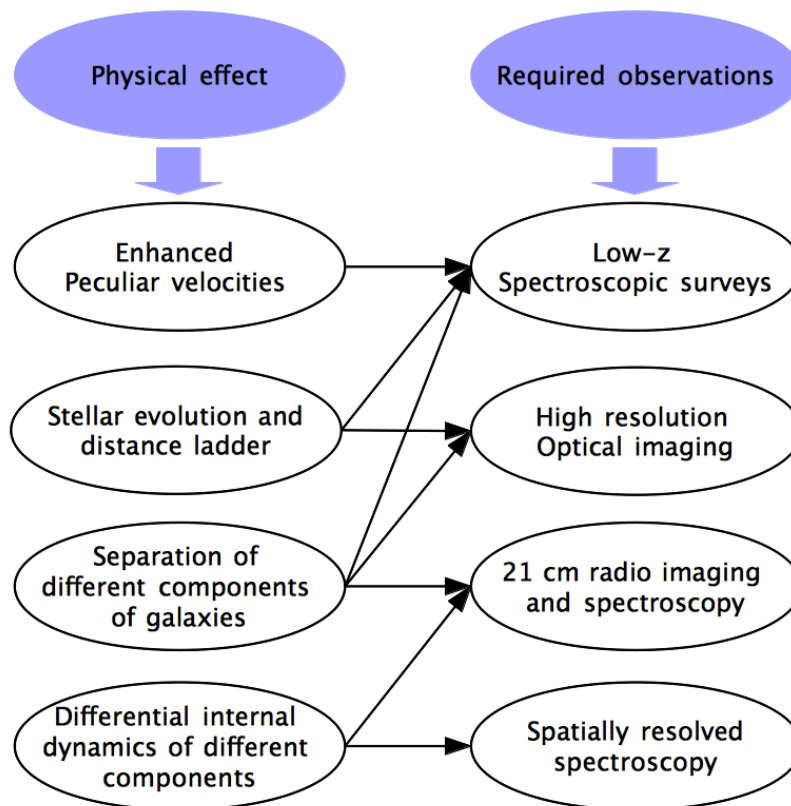 Physical effect
Required observations
Enhanced
Peculiar velocities
Low-z
Spectroscopic surveys
Stellar evolution and
distance ladder
High resolution
Optical imaging
Separation of
different components
of galaxies
21 cm radio imaging
and spectroscopy
Differential internal
dynamics of different
components
Spatially resolved
spectroscopy